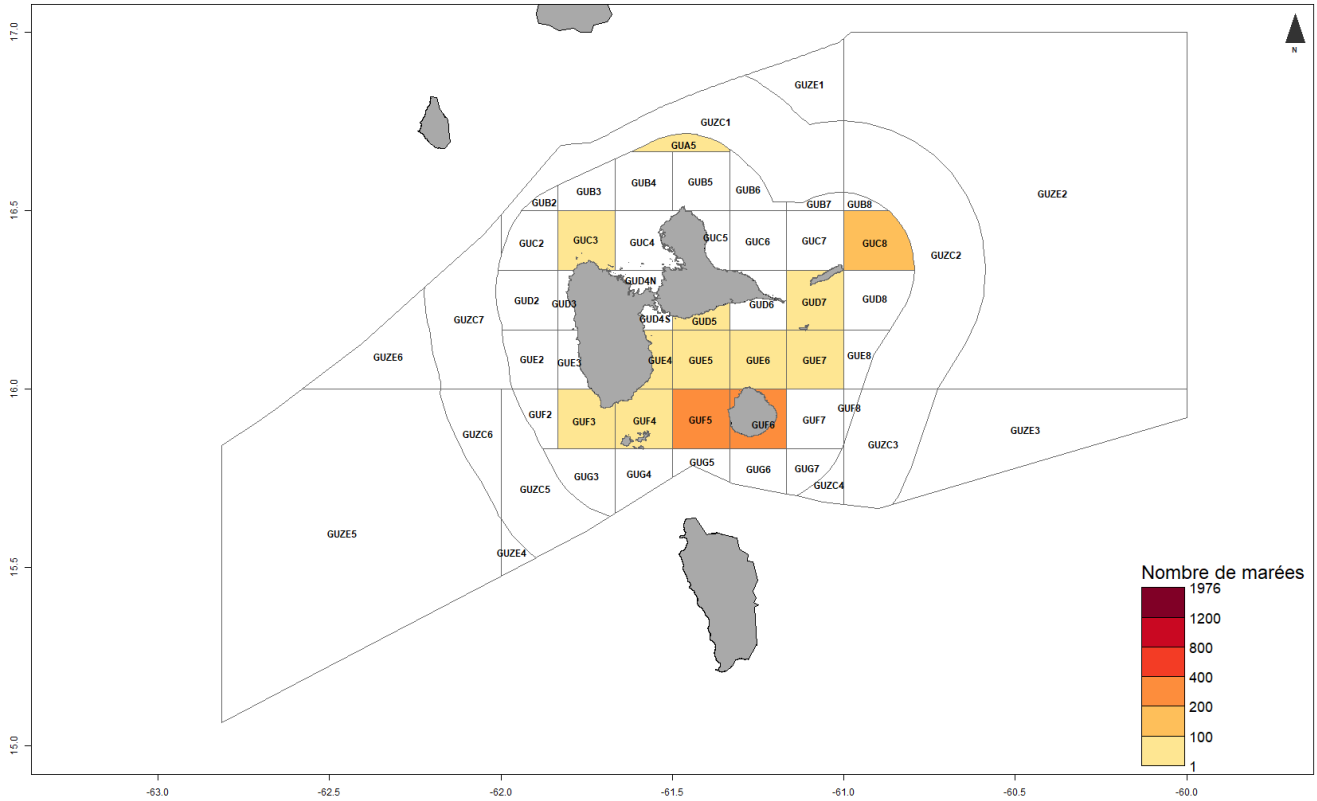 17.0
N
GUZE1
GUZC1
GUA5
GUZE2
GUB4
GUB5
GUB3
GUB6
GUB2
GUB7
GUB8
16.5
GUC2
GUC3
GUC4
GUC5
GUC6
GUC7
GUC8
GUZC2
GUD4N
GUD2
GUD3
GUD6
GUD7
GUD8
GUZC7
GUD4S
GUD5
GUZE6
GUE2
GUE3
GUE4
GUE5
GUE6
GUE7
GUE8
16.0
GUF2
GUF3
GUF4
GUF5
GUF6
GUF7
GUF8
GUZC6
GUZC3
GUZE3
GUG5
GUG3
GUG4
GUG6
GUG7
GUZC5
GUZC4
GUZE5
GUZE4
15.5
Nombre de marées
1976
1200
800
400
200
100
1
15.0
-63.0
-62.5
-62.0
-61.5
-61.0
-60.5
-60.0